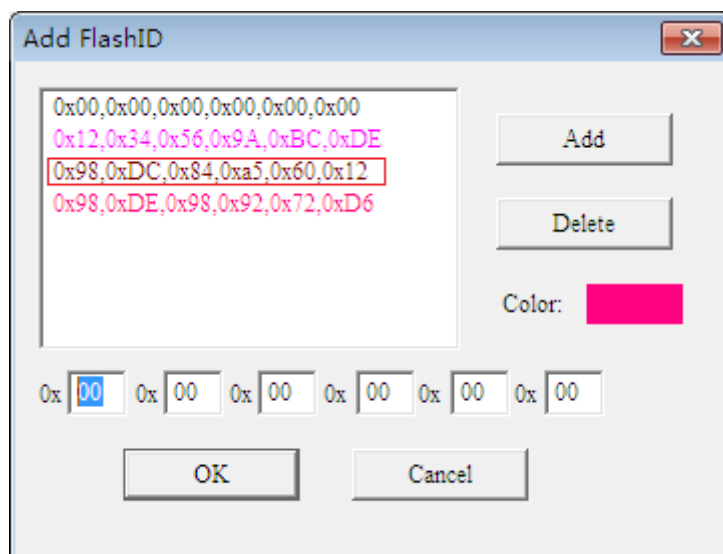 Add FlashID
0x00,0x00,0x00,0x00,0x00,0x00
0x12,0x34,0x56,0x9A,0xBC,0xDE
0x98,0xDC,0x84,0xa5,0x60,0x12
0x98,0xDE,0x98,0x92,0x72,0xD6
Add
Delete
Color:
0x 00 0x 00 0x 00 0x 00 0x 00 0x 00
OK Cancel